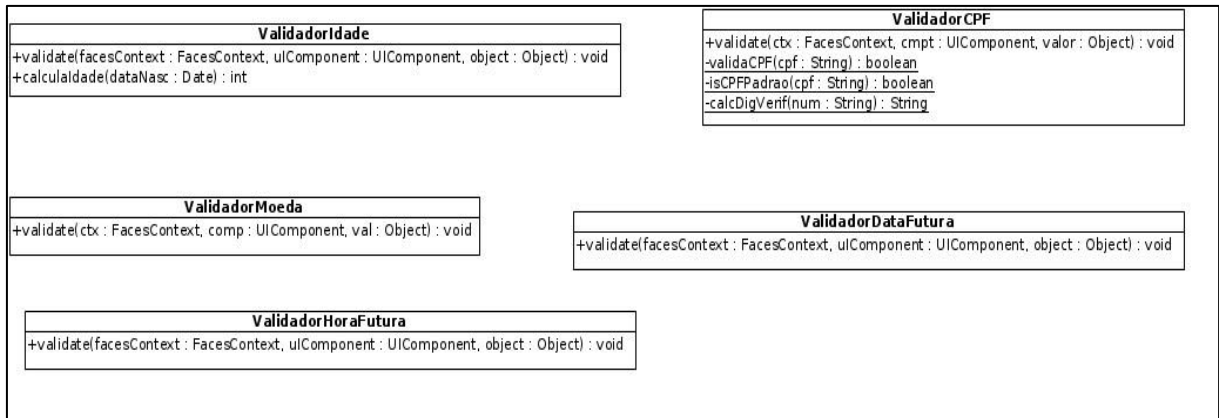 ValidadorIdade
+validate(facesContext : FacesContext, uIComponent : UIComponent, object : Object) : void
+calculaIdade(dataNasc : Date) : int
ValidadorCPF
+validate(ctx : FacesContext, cmpt : UIComponent, valor : Object) : void
-validaCPF(cpf : String) : boolean
-isCPFPadrao(cpf : String) : boolean
-calcDigVerif(num : String) : String
ValidadorMoeda
+validate(ctx : FacesContext, comp : UIComponent, val : Object) : void
ValidadorDataFutura
+validate(facesContext : FacesContext, uIComponent : UIComponent, object : Object) : void
ValidadorHoraFutura
+validate(facesContext : FacesContext, uIComponent : UIComponent, object : Object) : void